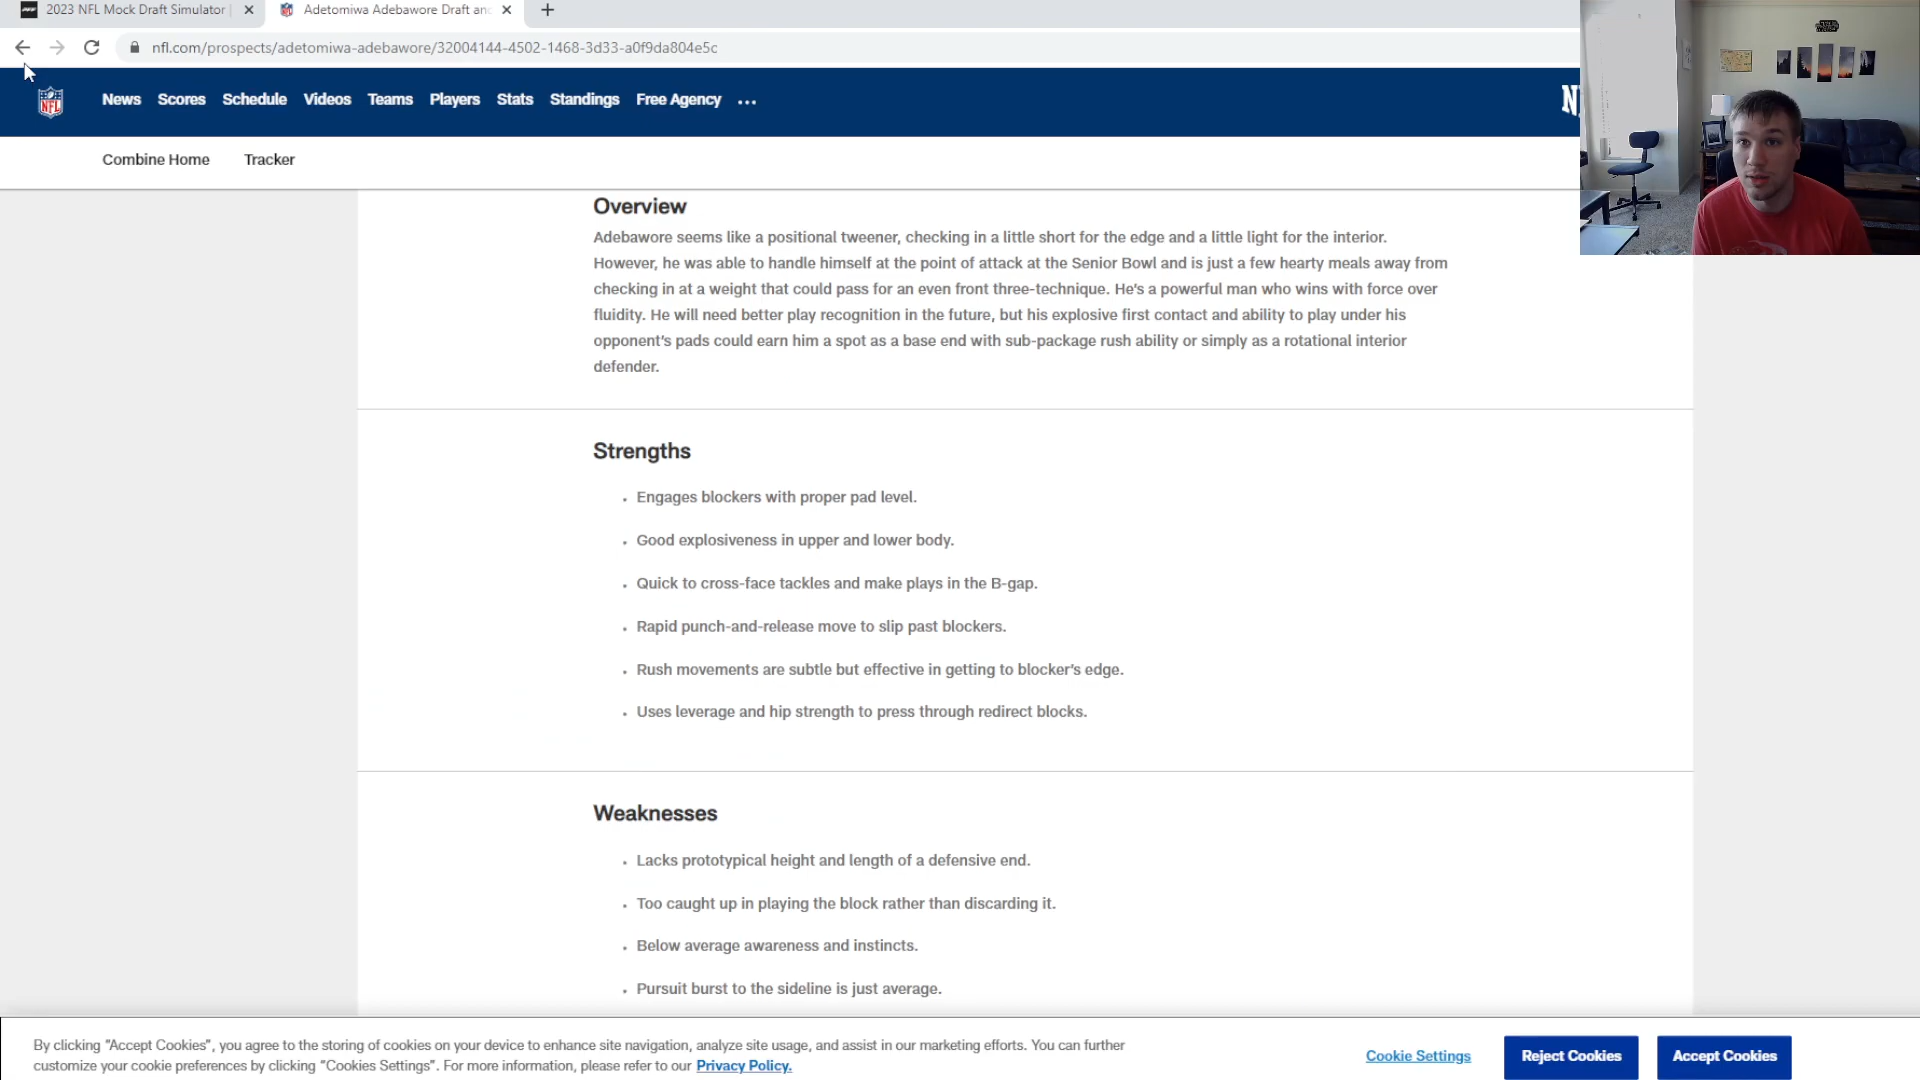 2023 NFL Mock Draft Simulator |
Adetomiwa Adebawore Draft and
nfl.com/prospects/adetomiwa-adebawore/32004144-4502-1468-3d33-a0f9da804e5c
NFL News Scores Schedule Videos Teams Players Stats Standings Free Agency ...
Combine Home Tracker
Overview
Adebawore seems like a positional tweener, checking in a little short for the edge and a little light for the interior.
However, he was able to handle himself at the point of attack at the Senior Bowl and is just a few hearty meals away from
checking in at a weight that could pass for an even front three-technique. He's a powerful man who wins with force over
fluidity. He will need better play recognition in the future, but his explosive first contact and ability to play under his
opponent's pads could earn him a spot as a base end with sub-package rush ability or simply as a rotational interior
defender.
Strengths
• Engages blockers with proper pad level.
• Good explosiveness in upper and lower body.
• Quick to cross-face tackles and make plays in the B-gap.
• Rapid punch-and-release move to slip past blockers.
• Rush movements are subtle but effective in getting to blocker's edge.
• Uses leverage and hip strength to press through redirect blocks.
Weaknesses
• Lacks prototypical height and length of a defensive end.
• Too caught up in playing the block rather than discarding it.
• Below average awareness and instincts.
• Pursuit burst to the sideline is just average.
By clicking "Accept Cookies", you agree to the storing of cookies on your device to enhance site navigation, analyze site usage, and assist in our marketing efforts. You can further
customize your cookie preferences by clicking "Cookies Settings". For more information, please refer to our Privacy Policy.
Cookie Settings
Reject Cookies
Accept Cookies